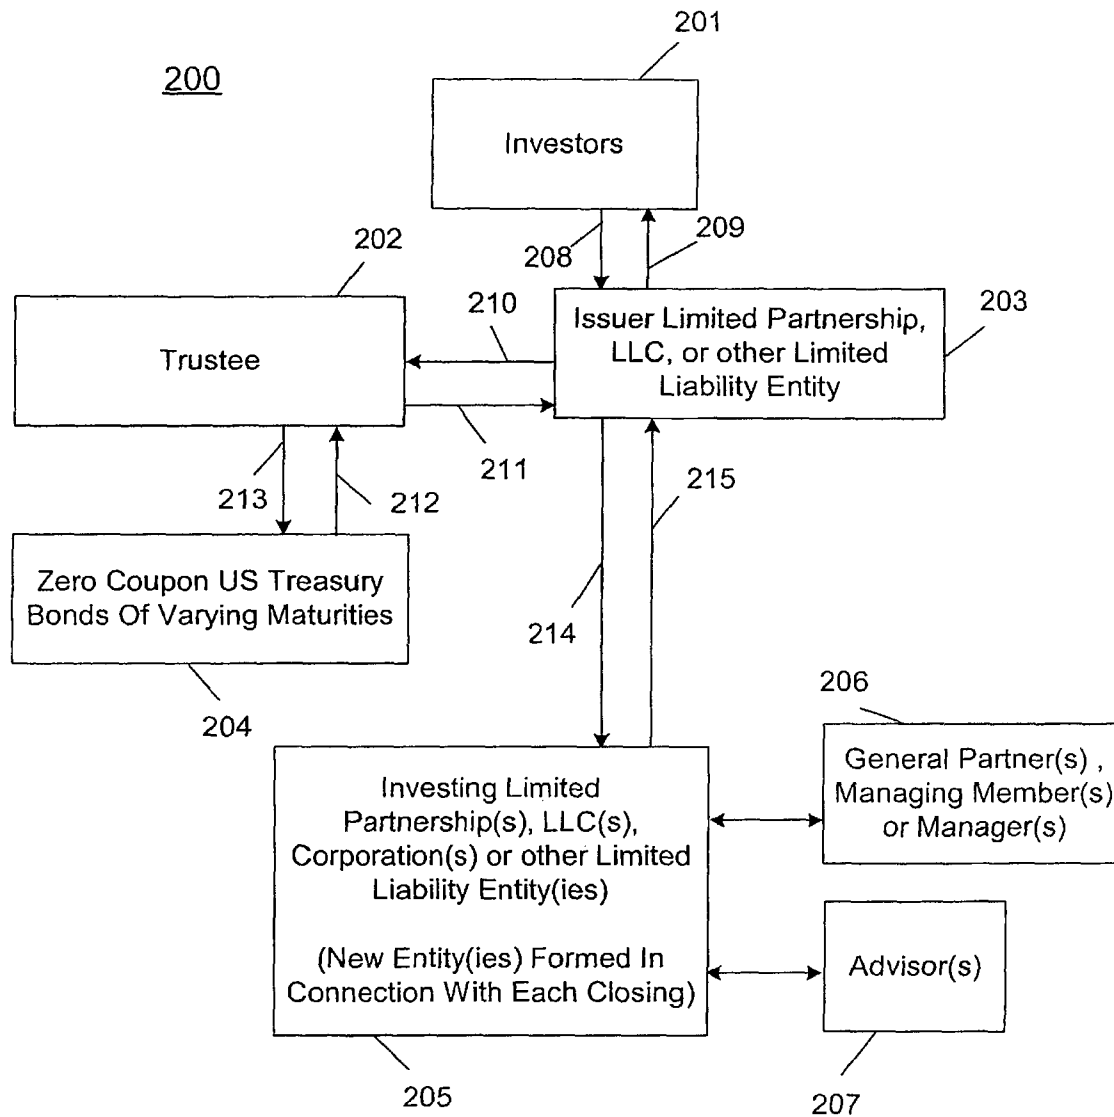 201
200
Investors
208
209
202
210
203
Issuer Limited Partnership,
LLC, or other Limited
Liability Entity
Trustee
211
213
212
215
Zero Coupon US Treasury
Bonds Of Varying Maturities
214
204
206
General Partner(s) ,
Managing Member(s)
or Manager(s)
Investing Limited
Partnership(s), LLC(s),
Corporation(s) or other Limited
Liability Entity(ies)
(New Entity(ies) Formed In
Connection With Each Closing)
Advisor(s)
205
207